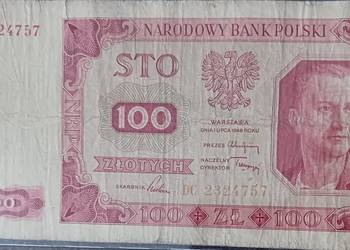 2324757
NARODOWY BANK POLSKI
STO
100
WARSZAWA
DNIA 1 LIPCA 1948 ROKU
PREZES
NACZELNY
DYREKTOR
ZŁOTYCH
SKARBNIK
DC 2324757
100 ✦ ZŁ ✦ 100